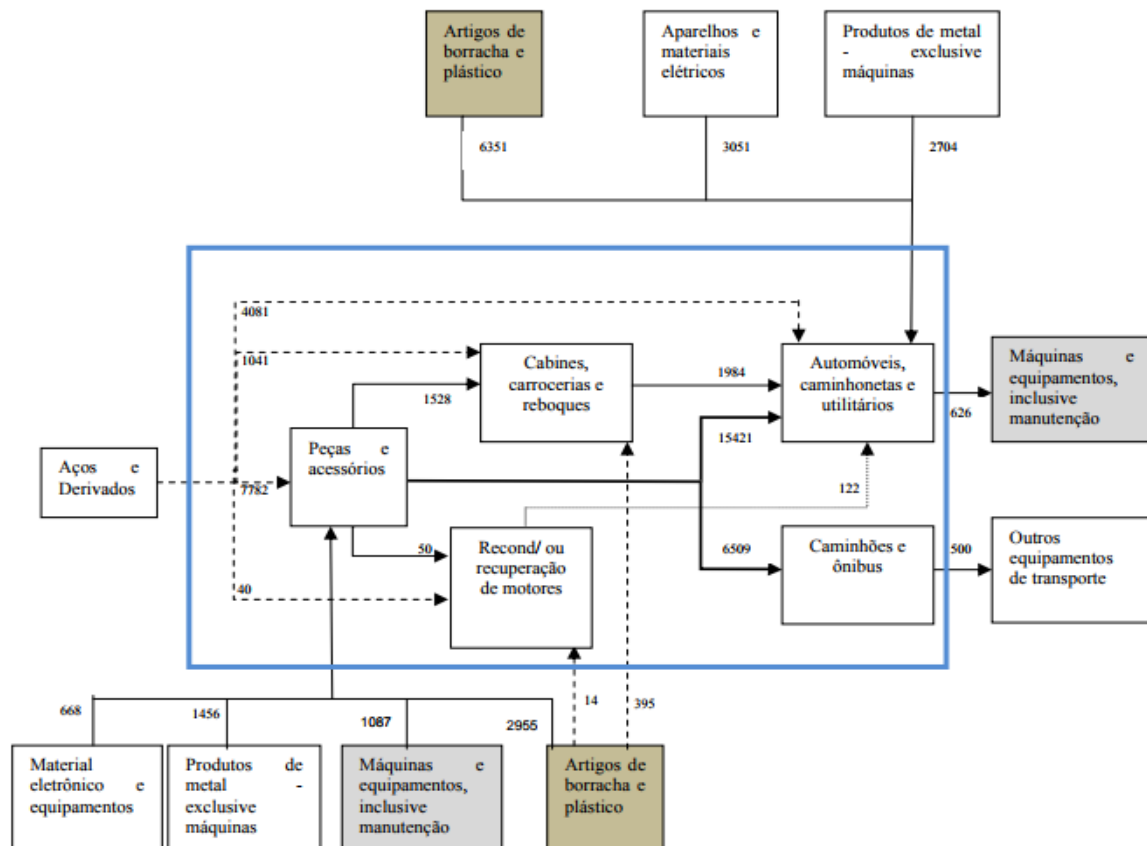 Artigos de
borracha e
plástico
Aparelhos e
materiais
elétricos
Produtos de metal
- exclusive
máquinas
6351
3051
2704
4081
1041
Cabines,
carrocerias e
reboques
1984
Automóveis,
caminhonetas e
utilitários
Máquinas e
equipamentos,
inclusive
manutenção
626
1528
15421
Aços e
Derivados
7782
Peças e
acessórios
122
50
Recond/ ou
recuperação
de motores
6509
Caminhões e
ônibus
500
Outros
equipamentos
de transporte
40
14
395
668
1456
1087
2955
Material
eletrônico e
equipamentos
Produtos de
metal -
exclusive
máquinas
Máquinas e
equipamentos,
inclusive
manutenção
Artigos de
borracha e
plástico